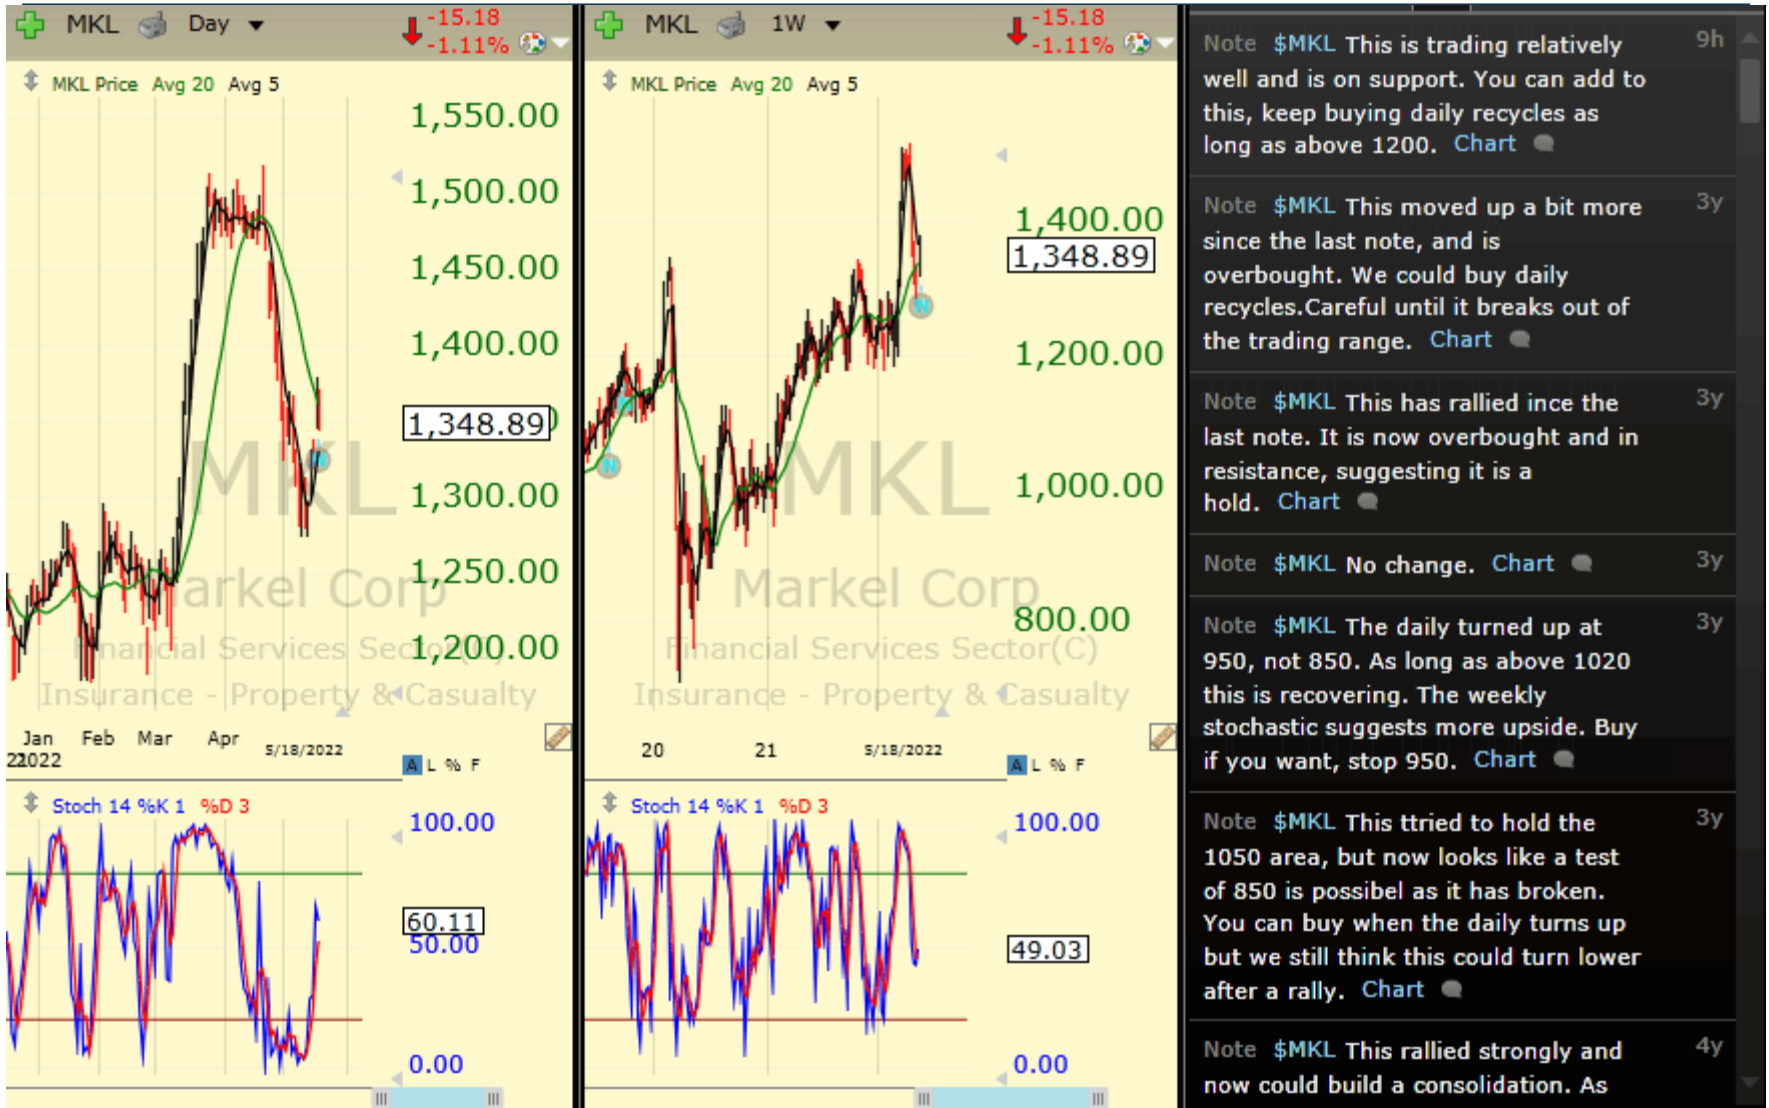 MKL Day
-15.18
-1.11%
MKL Price Avg 20 Avg 5
1,550.00
1,500.00
1,450.00
1,400.00
1,348.89
1,300.00
1,250.00
1,200.00
MKL
Markel Corp
Financial Services Sector(C)
Insurance - Property & Casualty
Jan Feb Mar Apr 5/18/2022
2022
A L % F
Stoch 14 %K 1 %D 3
100.00
60.11
50.00
0.00
MKL 1W
-15.18
-1.11%
MKL Price Avg 20 Avg 5
1,400.00
1,348.89
N
1,200.00
N
1,000.00
800.00
MKL
Markel Corp
Financial Services Sector(C)
Insurance - Property & Casualty
20 21 5/18/2022
A L % F
Stoch 14 %K 1 %D 3
100.00
49.03
0.00
Note $MKL This is trading relatively 9h
well and is on support. You can add to
this, keep buying daily recycles as
long as above 1200. Chart
Note $MKL This moved up a bit more 3y
since the last note, and is
overbought. We could buy daily
recycles.Careful until it breaks out of
the trading range. Chart
Note $MKL This has rallied ince the 3y
last note. It is now overbought and in
resistance, suggesting it is a
hold. Chart
Note $MKL No change. Chart 3y
Note $MKL The daily turned up at 3y
950, not 850. As long as above 1020
this is recovering. The weekly
stochastic suggests more upside. Buy
if you want, stop 950. Chart
Note $MKL This ttried to hold the 3y
1050 area, but now looks like a test
of 850 is possibel as it has broken.
You can buy when the daily turns up
but we still think this could turn lower
after a rally. Chart
Note $MKL This rallied strongly and 4y
now could build a consolidation. As